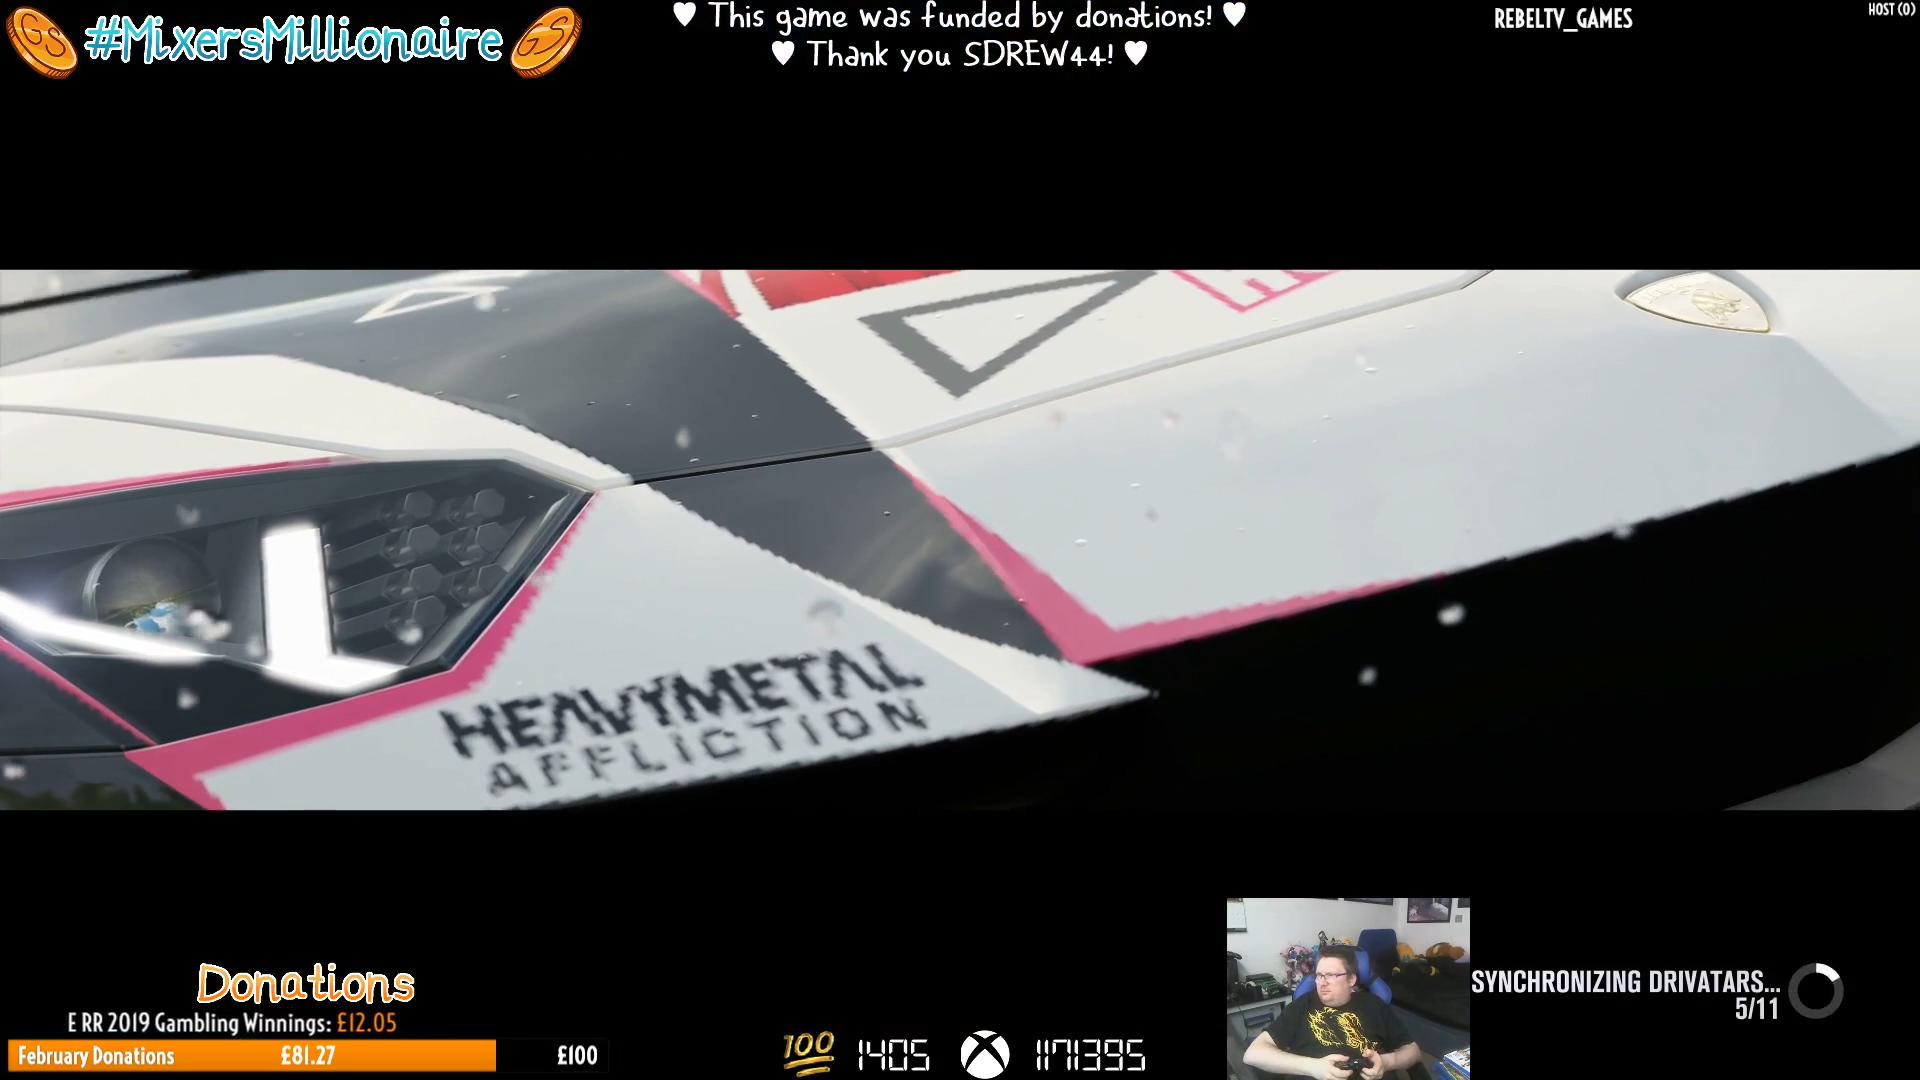 #MixersMillionaire
♥ This game was funded by donations! ♥
♥ Thank you SDREW44! ♥
REBELTV_GAMES
HOST (0)
HEAVYMETAL
AFFLICTION
SYNCHRONIZING DRIVATARS...
5/11
Donations
E RR 2019 Gambling Winnings: £12.05
February Donations £81.27 £100
100 1405 1171395